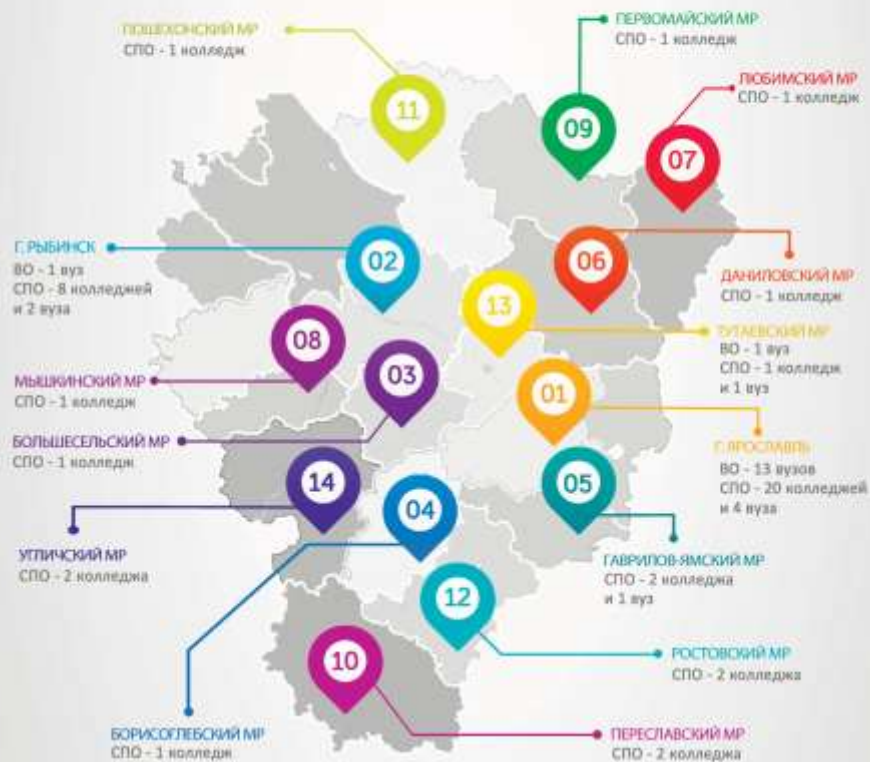 ПОШЕХОНСКИЙ МР
СПО - 1 колледж
ПЕРВОМАЙСКИЙ МР
СПО - 1 колледж
ЛЮБИМСКИЙ МР
СПО - 1 колледж
11
09
07
Г. РЫБИНСК
ВО - 1 вуз
СПО - 8 колледжей
и 2 вуза
02
06
ДАНИЛОВСКИЙ МР
СПО - 1 колледж
13
ТУТАЕВСКИЙ МР
ВО - 1 вуз
СПО - 1 колледж
и 1 вуз
08
МЫШКИНСКИЙ МР
СПО - 1 колледж
03
01
БОЛЬШЕСЕЛЬСКИЙ МР
СПО - 1 колледж
Г. ЯРОСЛАВЛЬ
ВО - 13 вузов
СПО - 20 колледжей
и 4 вуза
14
04
05
УГЛИЧСКИЙ МР
СПО - 2 колледжа
ГАВРИЛОВ-ЯМСКИЙ МР
СПО - 2 колледжа
и 1 вуз
12
10
РОСТОВСКИЙ МР
СПО - 2 колледжа
БОРИСОГЛЕБСКИЙ МР
СПО - 1 колледж
ПЕРЕСЛАВСКИЙ МР
СПО - 2 колледжа